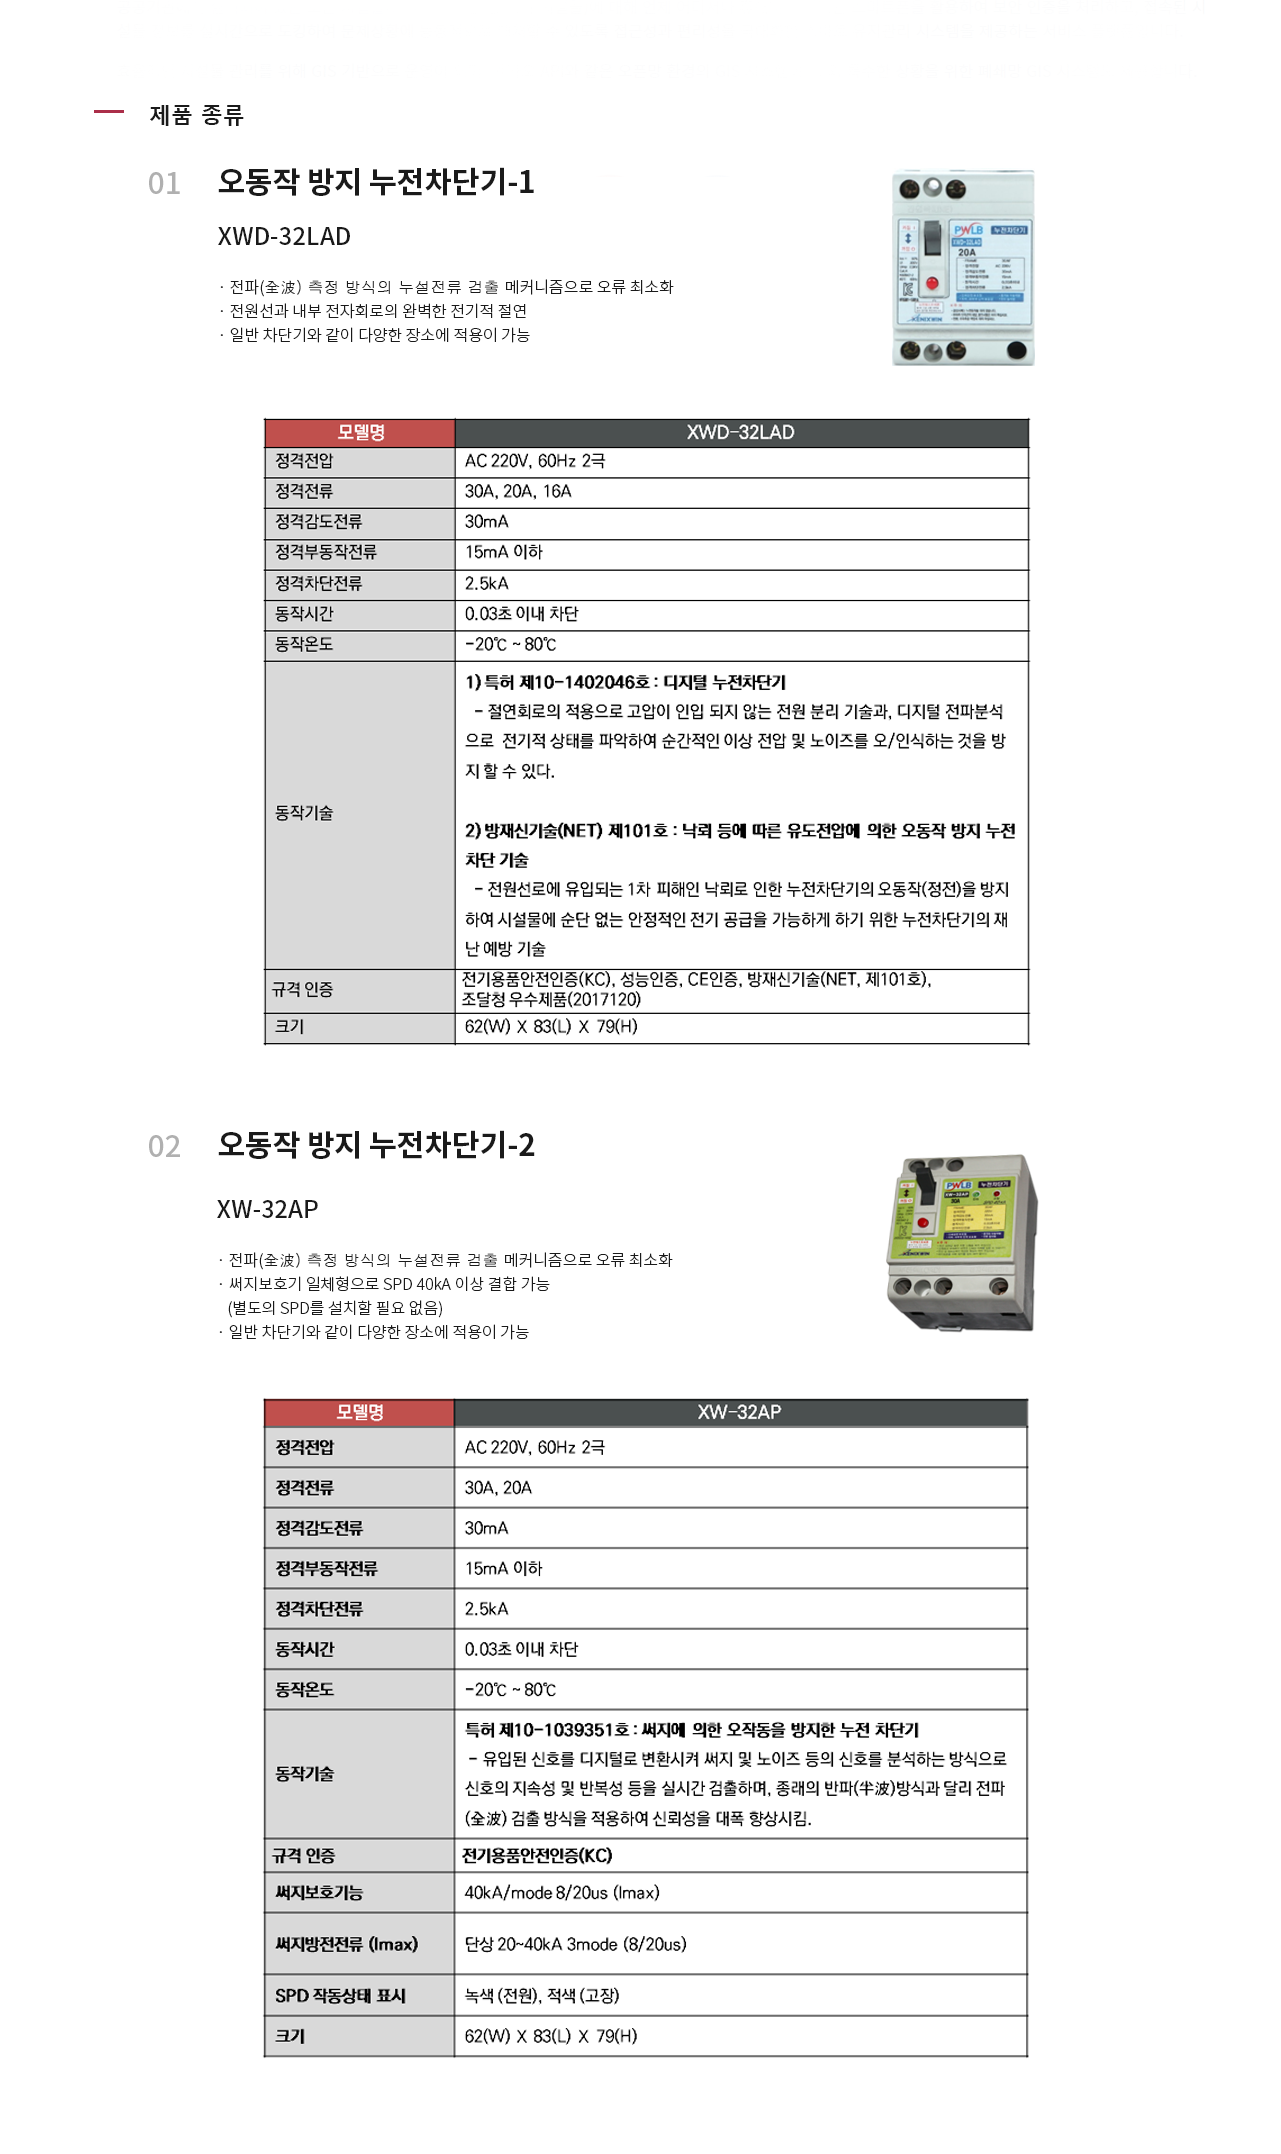 제품 종류
01
오동작 방지 누전차단기-1
XWD-32LAD
· 전파(全波) 측정 방식의 누설전류 검출 메커니즘으로 오류 최소화
· 전원선과 내부 전자회로의 완벽한 전기적 절연
· 일반 차단기와 같이 다양한 장소에 적용이 가능
PWLB 누전차단기
XWD-32LAD
20A
모델명 XWD-32LAD
정격전압 AC 220V, 60Hz 2극
정격전류 30A, 20A, 16A
정격감도전류 30mA
정격부동작전류 15mA 이하
정격차단전류 2.5kA
동작시간 0.03초 이내 차단
동작온도 -20℃ ~ 80℃
동작기술
1) 특허 제10-1402046호 : 디지털 누전차단기
- 절연회로의 적용으로 고압이 인입 되지 않는 전원 분리 기술과, 디지털 전파분석
으로 전기적 상태를 파악하여 순간적인 이상 전압 및 노이즈를 오/인식하는 것을 방
지 할 수 있다.
2) 방재신기술(NET) 제101호 : 낙뢰 등에 따른 유도전압에 의한 오동작 방지 누전
차단 기술
- 전원선로에 유입되는 1차 피해인 낙뢰로 인한 누전차단기의 오동작(정전)을 방지
하여 시설물에 순단 없는 안정적인 전기 공급을 가능하게 하기 위한 누전차단기의 재
난 예방 기술
규격 인증 전기용품안전인증(KC), 성능인증, CE인증, 방재신기술(NET, 제101호),
조달청 우수제품(2017120)
크기 62(W) X 83(L) X 79(H)
02
오동작 방지 누전차단기-2
XW-32AP
· 전파(全波) 측정 방식의 누설전류 검출 메커니즘으로 오류 최소화
· 써지보호기 일체형으로 SPD 40kA 이상 결합 가능
(별도의 SPD를 설치할 필요 없음)
· 일반 차단기와 같이 다양한 장소에 적용이 가능
PWLB 누전차단기
XW-32AP
모델명 XW-32AP
정격전압 AC 220V, 60Hz 2극
정격전류 30A, 20A
정격감도전류 30mA
정격부동작전류 15mA 이하
정격차단전류 2.5kA
동작시간 0.03초 이내 차단
동작온도 -20℃ ~ 80℃
동작기술
특허 제10-1039351호 : 써지에 의한 오작동을 방지한 누전 차단기
- 유입된 신호를 디지털로 변환시켜 써지 및 노이즈 등의 신호를 분석하는 방식으로
신호의 지속성 및 반복성 등을 실시간 검출하며, 종래의 반파(半波)방식과 달리 전파
(全波) 검출 방식을 적용하여 신뢰성을 대폭 향상시킴.
규격 인증 전기용품안전인증(KC)
써지보호기능 40kA/mode 8/20us (Imax)
써지방전전류 (Imax) 단상 20~40kA 3mode (8/20us)
SPD 작동상태 표시 녹색 (전원), 적색 (고장)
크기 62(W) X 83(L) X 79(H)